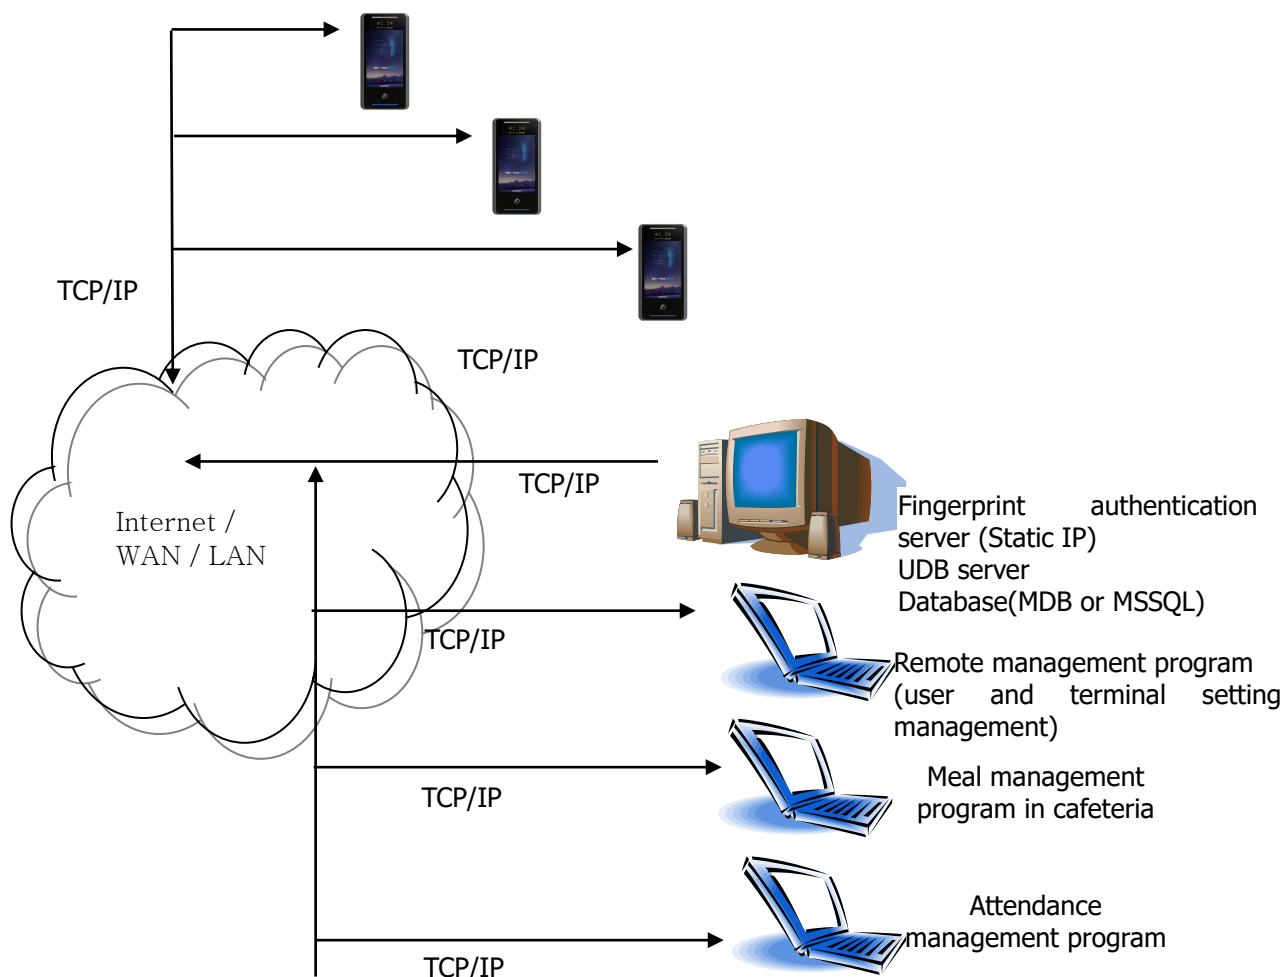 TCP/IP
TCP/IP
TCP/IP
Internet /
WAN / LAN
Fingerprint authentication
server (Static IP)
UDB server
Database(MDB or MSSQL)
TCP/IP
Remote management program
(user and terminal setting
management)
Meal management
program in cafeteria
TCP/IP
Attendance
management program
TCP/IP